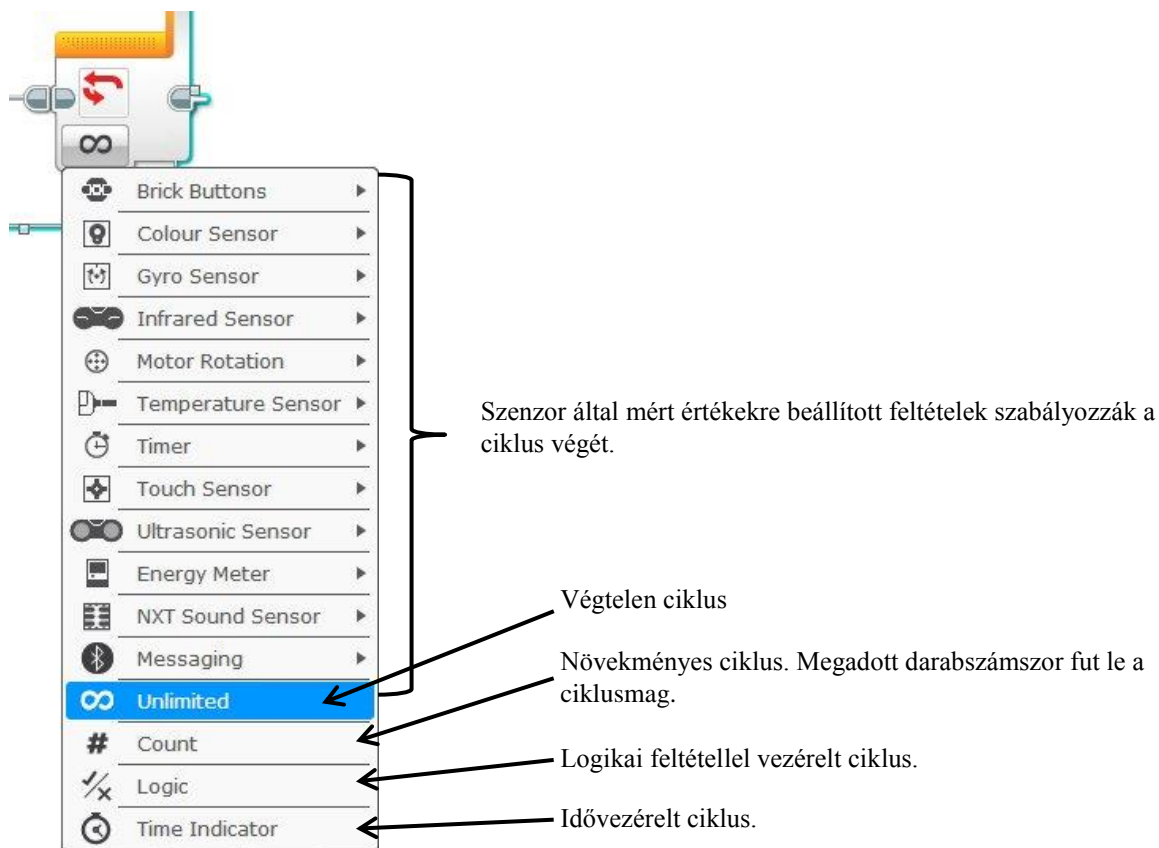 Brick Buttons
Colour Sensor
Gyro Sensor
Infrared Sensor
Motor Rotation
Temperature Sensor
Timer
Touch Sensor
Ultrasonic Sensor
Energy Meter
NXT Sound Sensor
Messaging
Unlimited
# Count
Logic
Time Indicator
Szenzor által mért értékekre beállított feltételek szabályozzák a
ciklus végét.
Végtelen ciklus
Növekményes ciklus. Megadott darabszámszor fut le a
ciklusmag.
Logikai feltétellel vezérelt ciklus.
Idővezérelt ciklus.